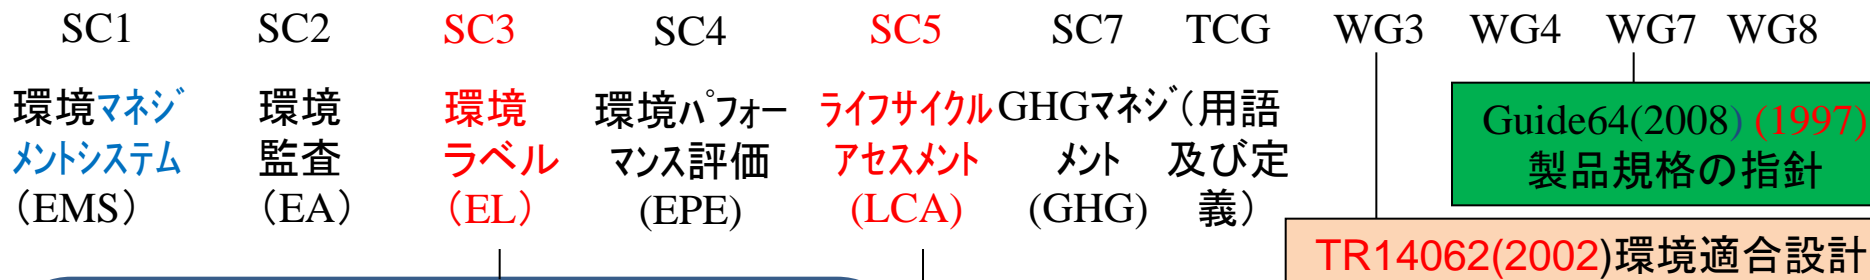 SC1 SC2 SC3 SC4 SC5 SC7 TCG WG3 WG4 WG7 WG8
環境マネジメントシステム(EMS)
環境監査(EA)
環境ラベル(EL)
環境パフォーマンス評価(EPE)
ライフサイクルアセスメント(LCA)
GHGマネジメント(GHG)
(用語及び定義)
Guide64(2008) (1997)
製品規格の指針
TR14062(2002)環境適合設計